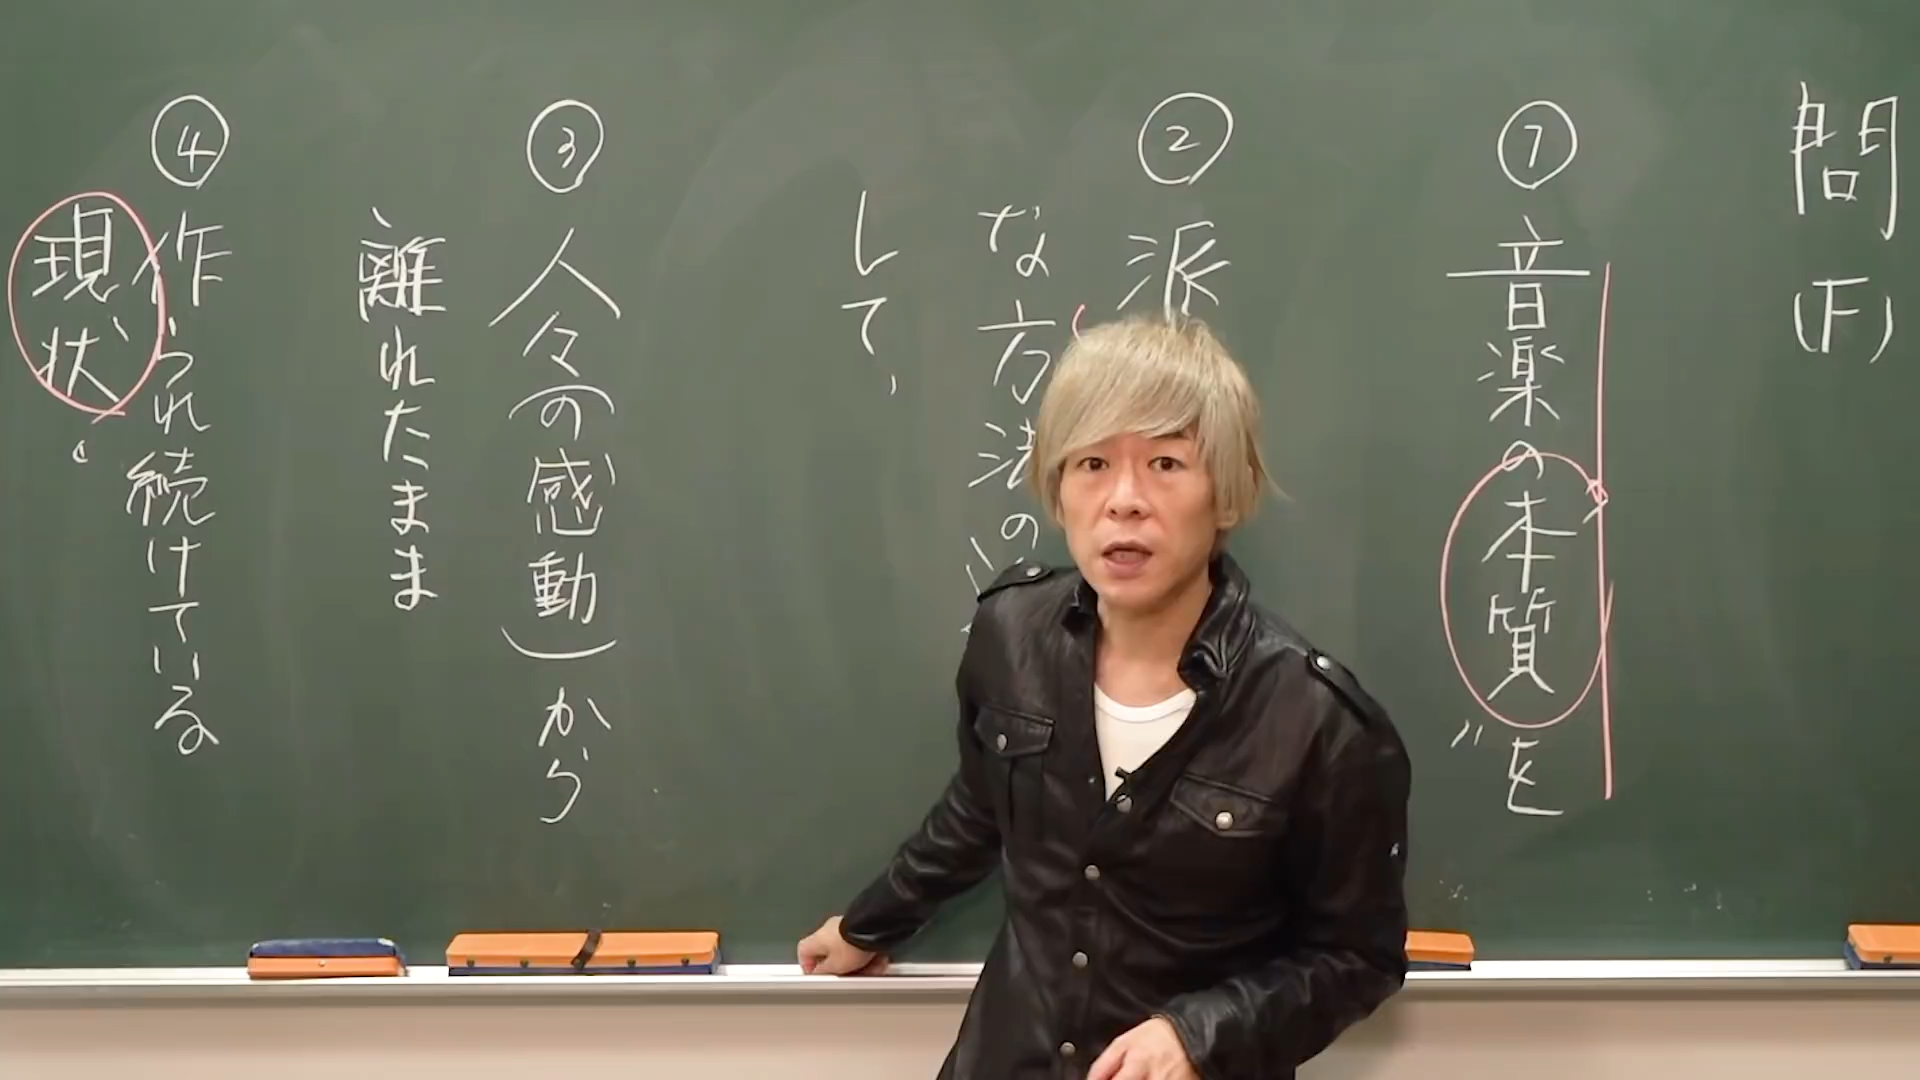 問(下)
① 音楽の本質〃を
② 派
な方法の
して、
③ 人々(の感動)から
離れたまま
④ 作られ続けている
現状。